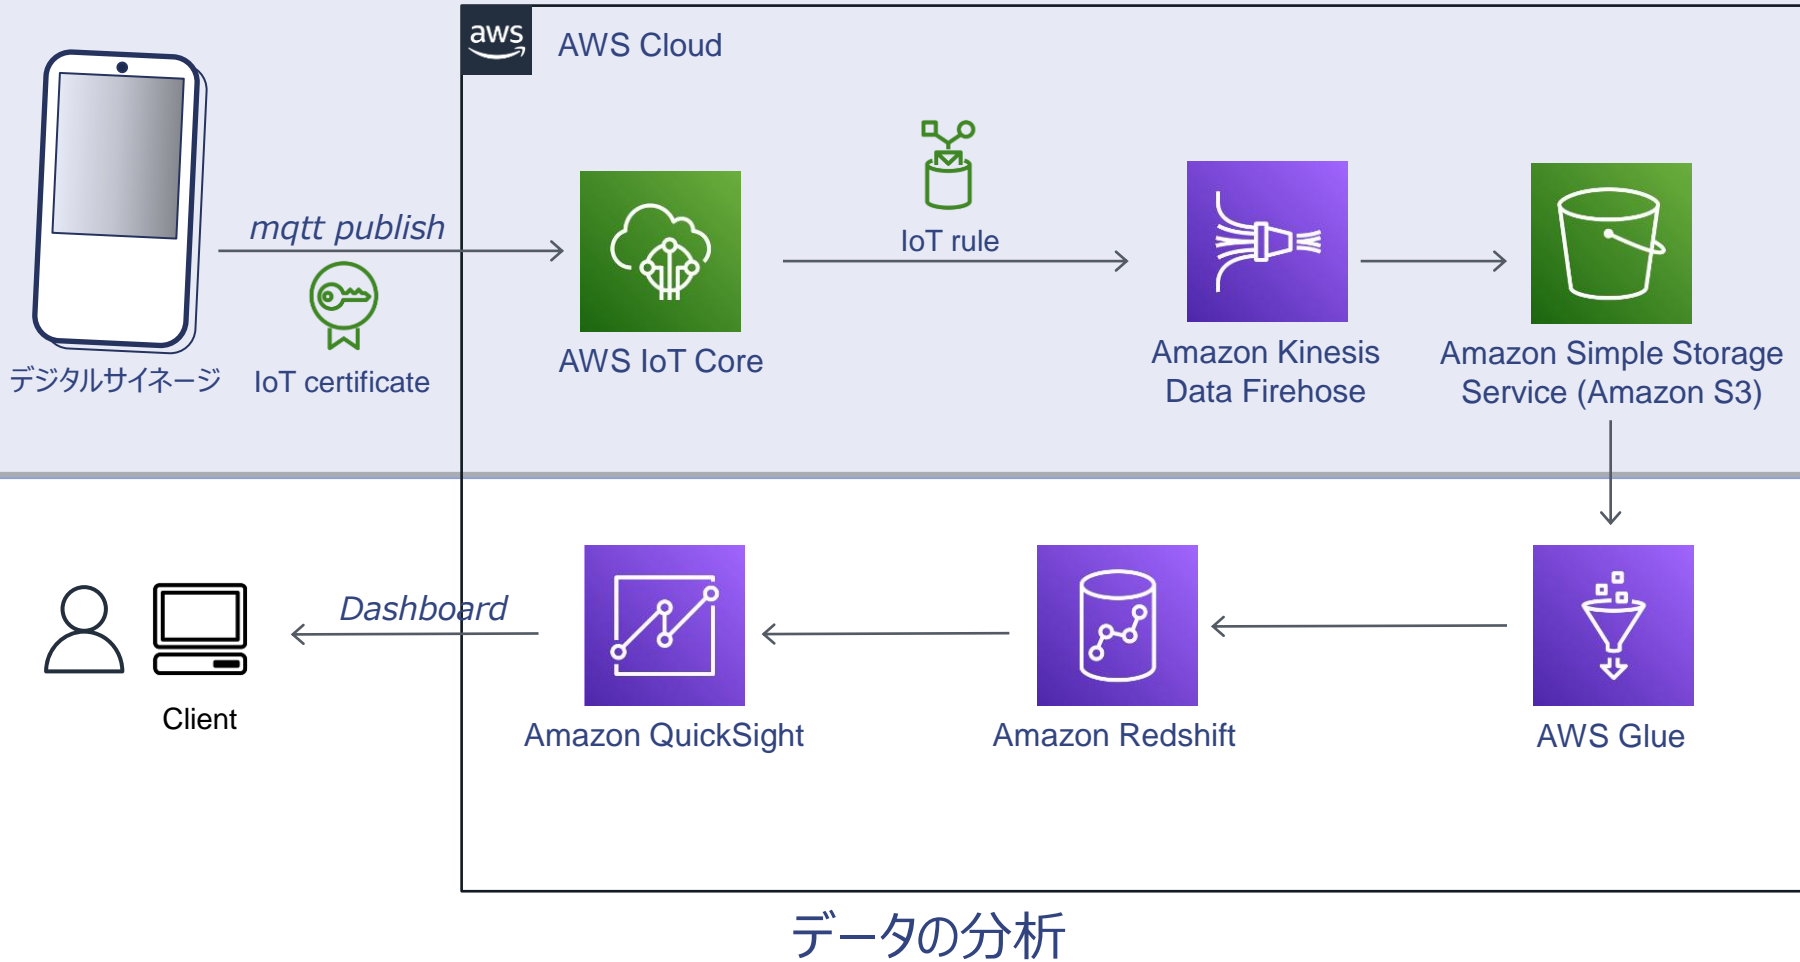 aws
AWS Cloud
mqtt publish
IoT rule
デジタルサイネージ
IoT certificate
AWS IoT Core
Amazon Kinesis
Data Firehose
Amazon Simple Storage
Service (Amazon S3)
Dashboard
Client
Amazon QuickSight
Amazon Redshift
AWS Glue
データの分析